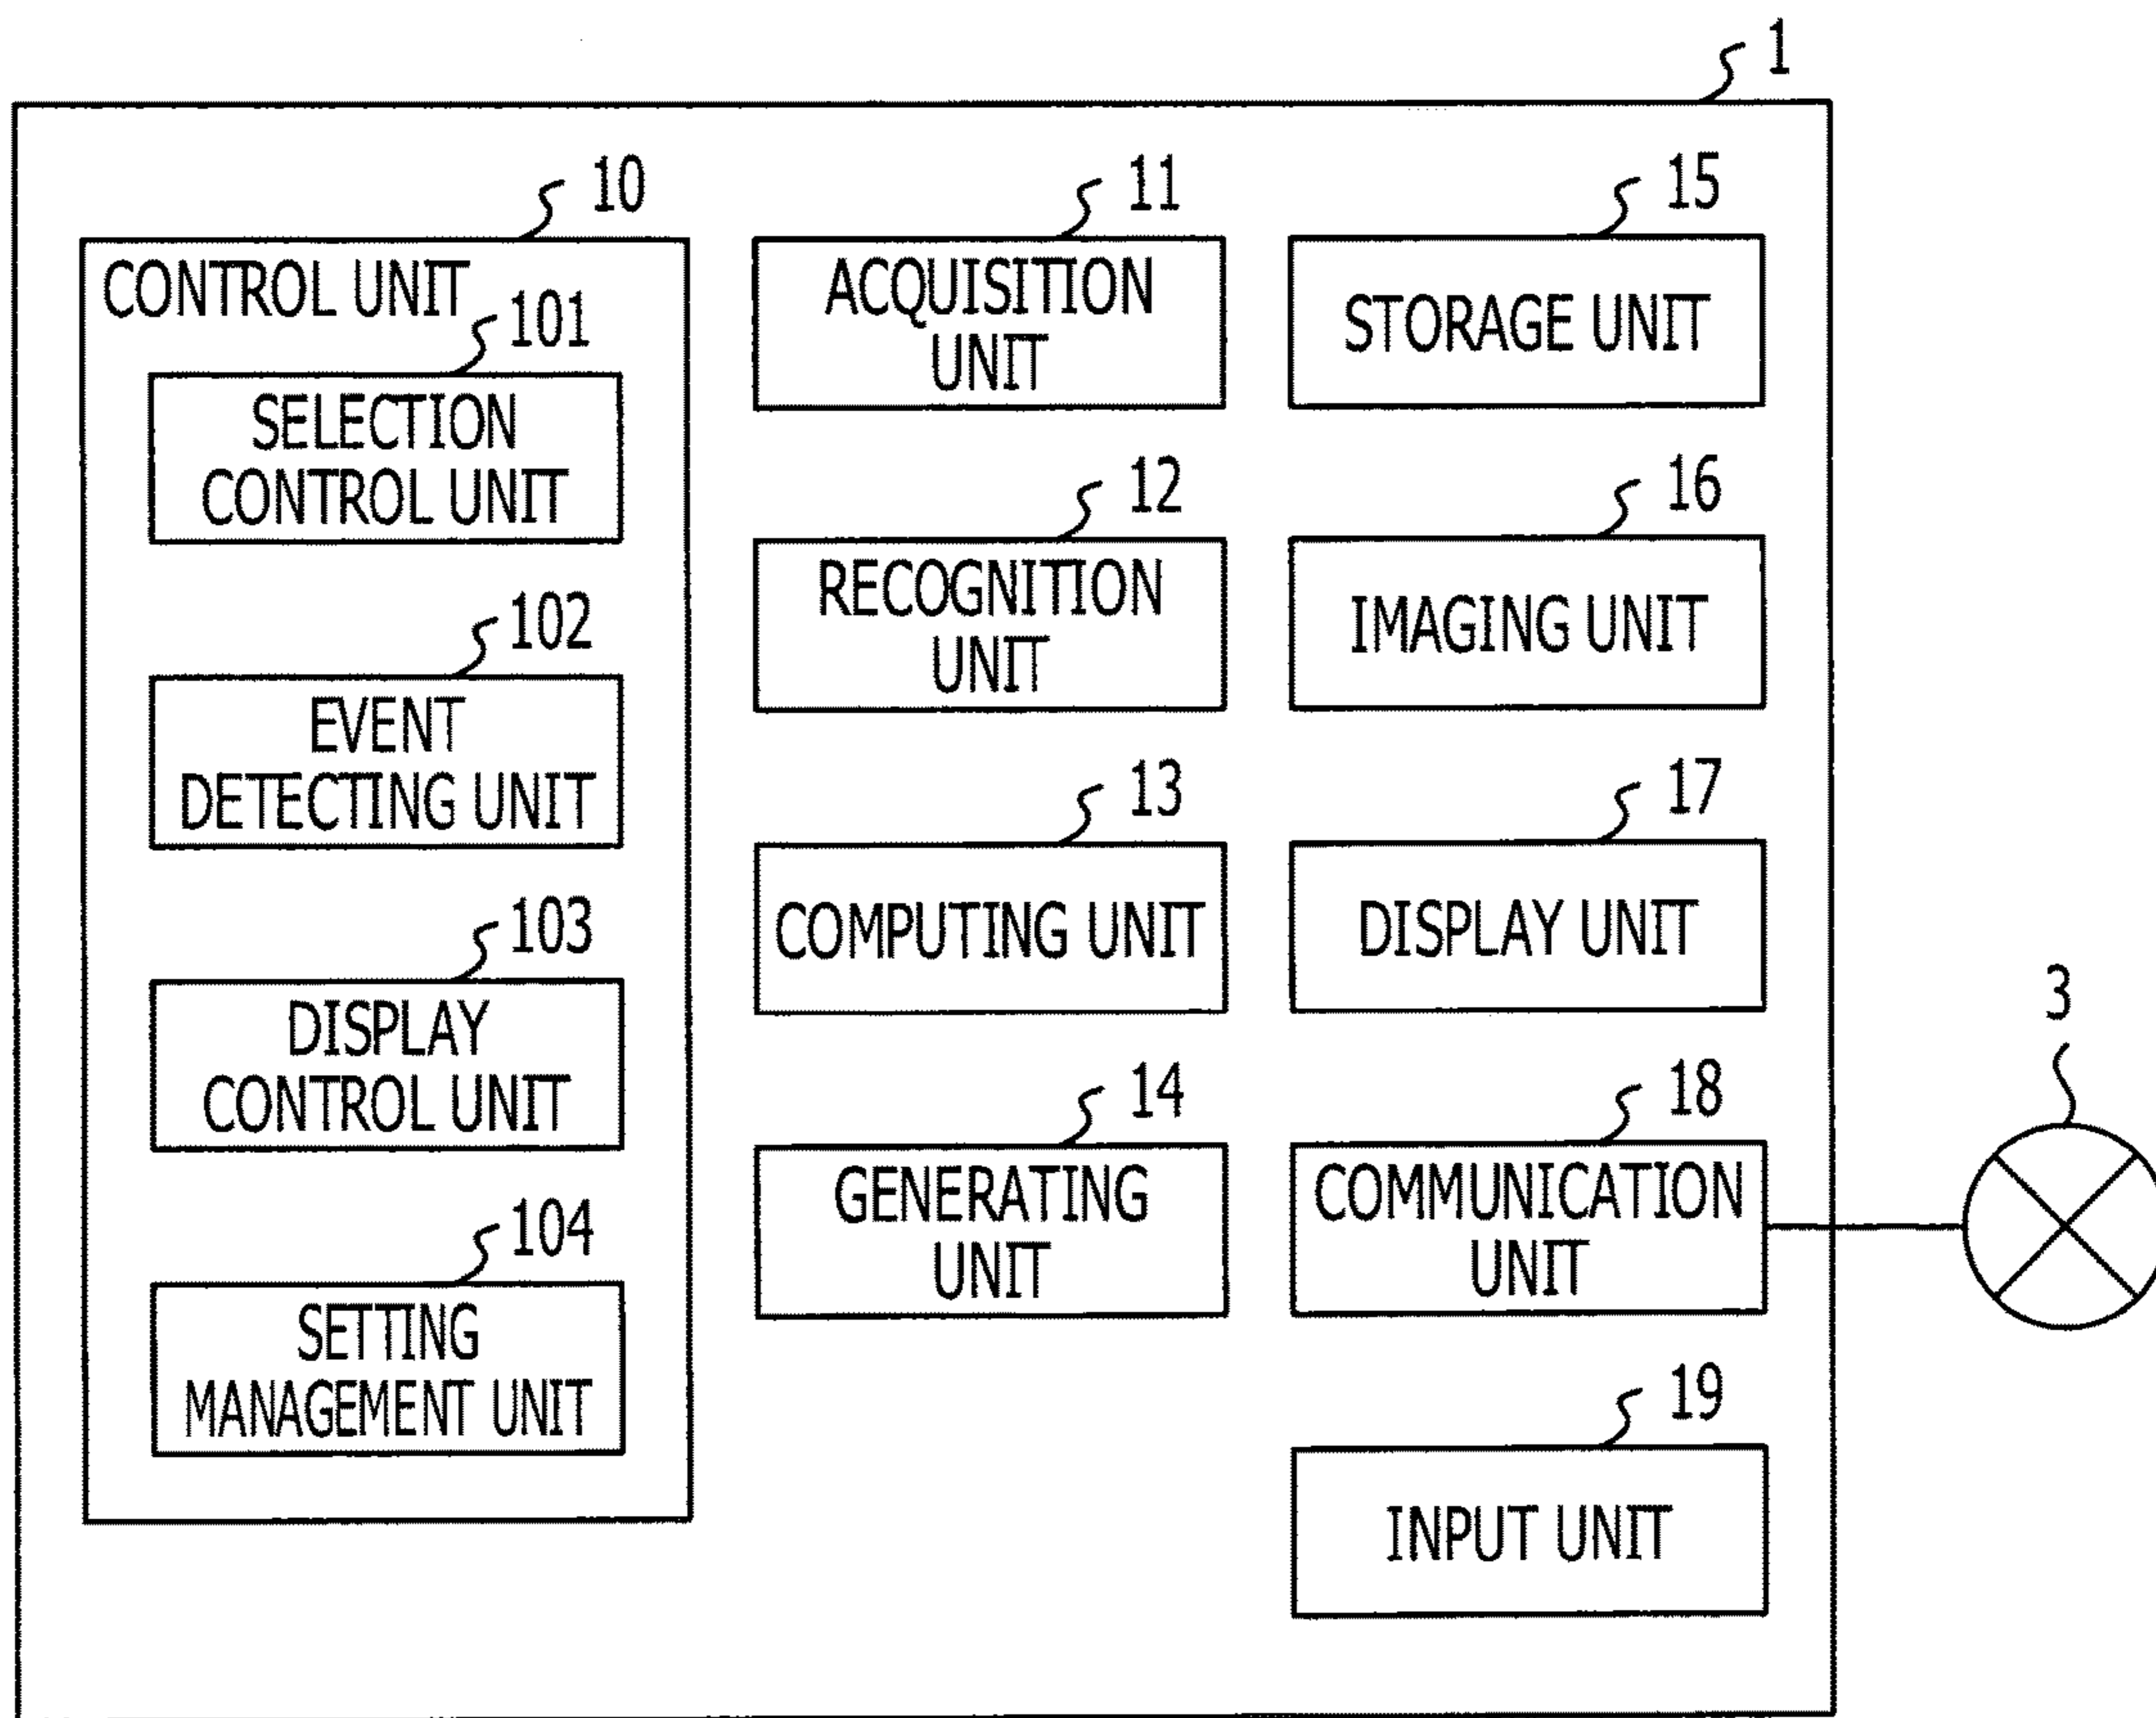 1
10
CONTROL UNIT
101
SELECTION
CONTROL UNIT
102
EVENT
DETECTING UNIT
103
DISPLAY
CONTROL UNIT
104
SETTING
MANAGEMENT UNIT
11
ACQUISITION
UNIT
12
RECOGNITION
UNIT
13
COMPUTING UNIT
14
GENERATING
UNIT
15
STORAGE UNIT
16
IMAGING UNIT
17
DISPLAY UNIT
18
COMMUNICATION
UNIT
19
INPUT UNIT
3